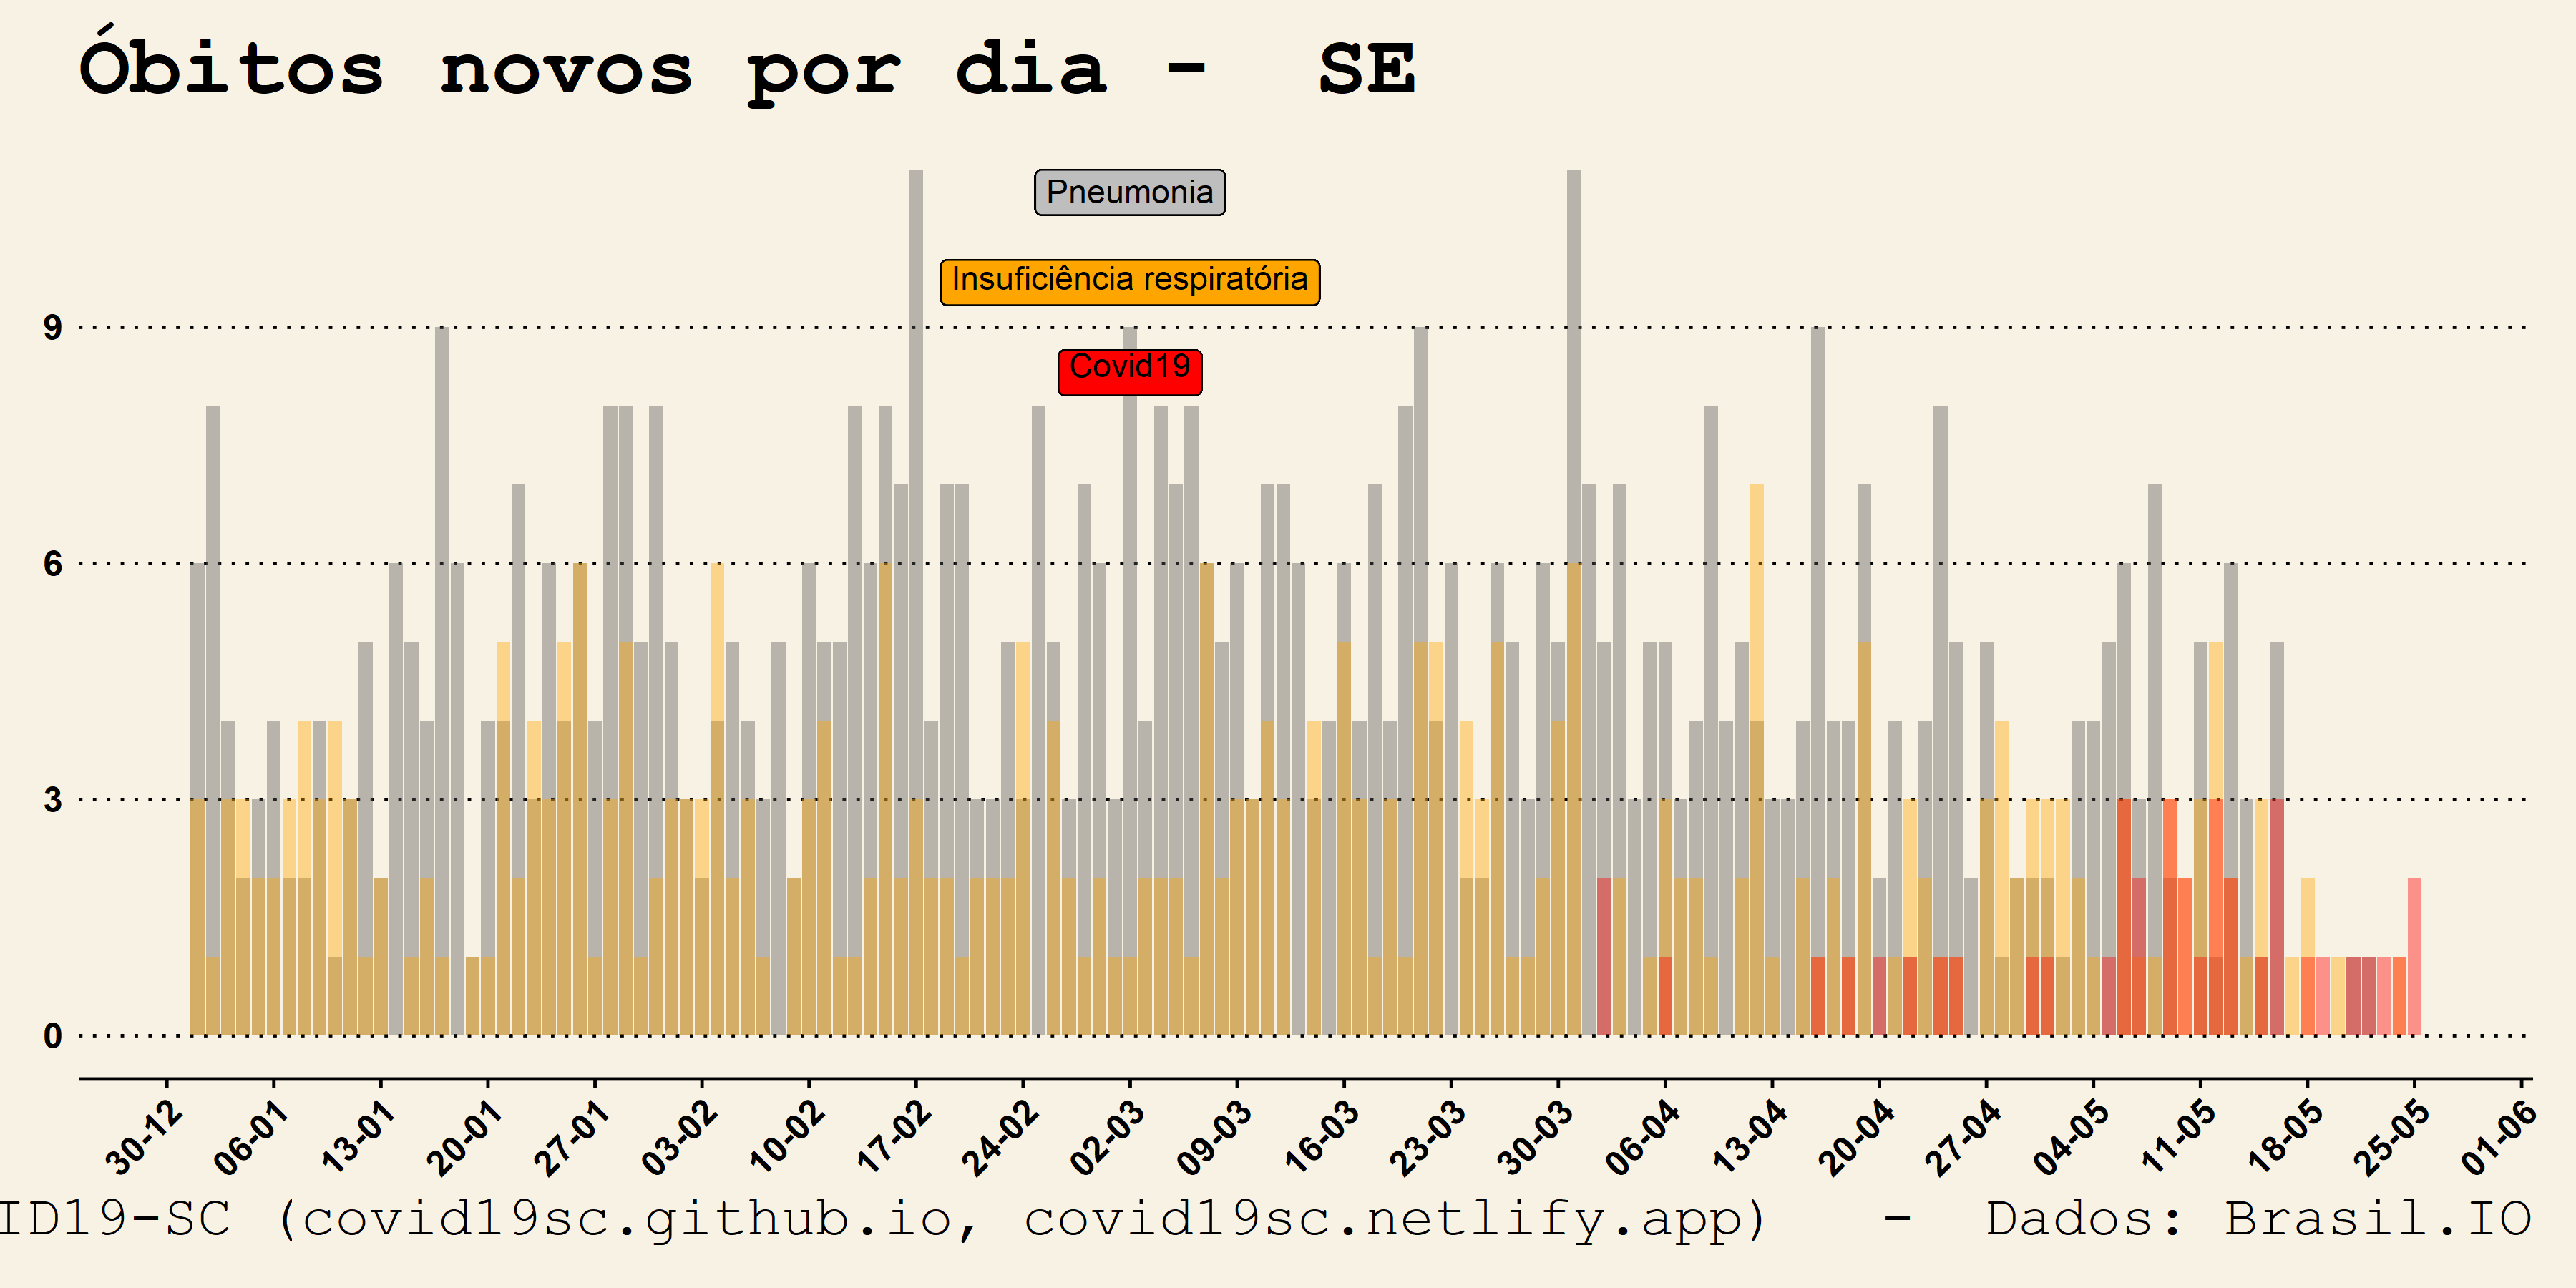 Óbitos novos por dia - SE
Pneumonia
Insuficiência respiratória
Covid19
9
6
3
0
30-12 06-01 13-01 20-01 27-01 03-02 10-02 17-02 24-02 02-03 09-03 16-03 23-03 30-03 06-04 13-04 20-04 27-04 04-05 11-05 18-05 25-05 01-06
ID19-SC (covid19sc.github.io, covid19sc.netlify.app) - Dados: Brasil.IO